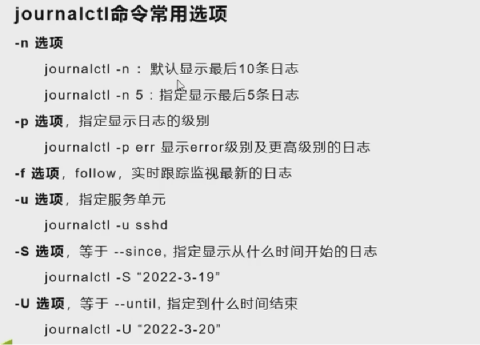 journalctl命令常用选项
-n 选项
journalctl -n ： 默认显示最后10条日志
journalctl -n 5 : 指定显示最后5条日志
-p 选项，指定显示日志的级别
journalctl -p err 显示error级别及更高级别的日志
-f 选项，follow，实时跟踪监视最新的日志
-u 选项，指定服务单元
journalctl -u sshd
-S 选项，等于 --since, 指定显示从什么时间开始的日志
journalctl -S “2022-3-19”
-U 选项，等于 --until, 指定到什么时间结束
journalctl -U “2022-3-20”